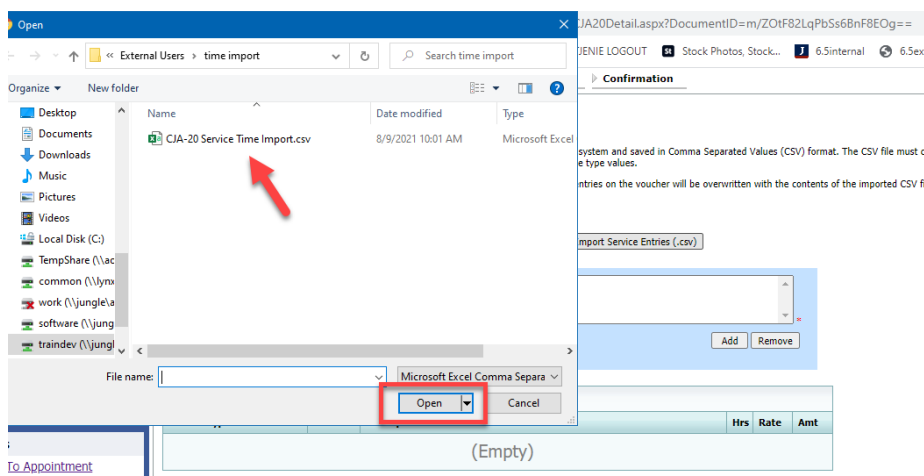 Open
JA20Detail.aspx?DocumentID=m/ZOtF82LqPbSs6BnF8EOg==
« External Users › time import
Search time import
JENIE LOGOUT St Stock Photos, Stock... J 6.5internal 6.5ex
Organize New folder
Confirmation
Desktop
Documents
Downloads
Music
Pictures
Videos
Local Disk (C:)
TempShare (\\ac
common (\\lynx
work (\\jungle\a
software (\\jung
traindev (\\jungl
Name Date modified Type
CJA-20 Service Time Import.csv 8/9/2021 10:01 AM Microsoft Excel
system and saved in Comma Separated Values (CSV) format. The CSV file must c
e type values.
entries on the voucher will be overwritten with the contents of the imported CSV f
mport Service Entries (.csv)
*
Add Remove
File name: Microsoft Excel Comma Separa
Open Cancel
Hrs Rate Amt
(Empty)
s
To Appointment